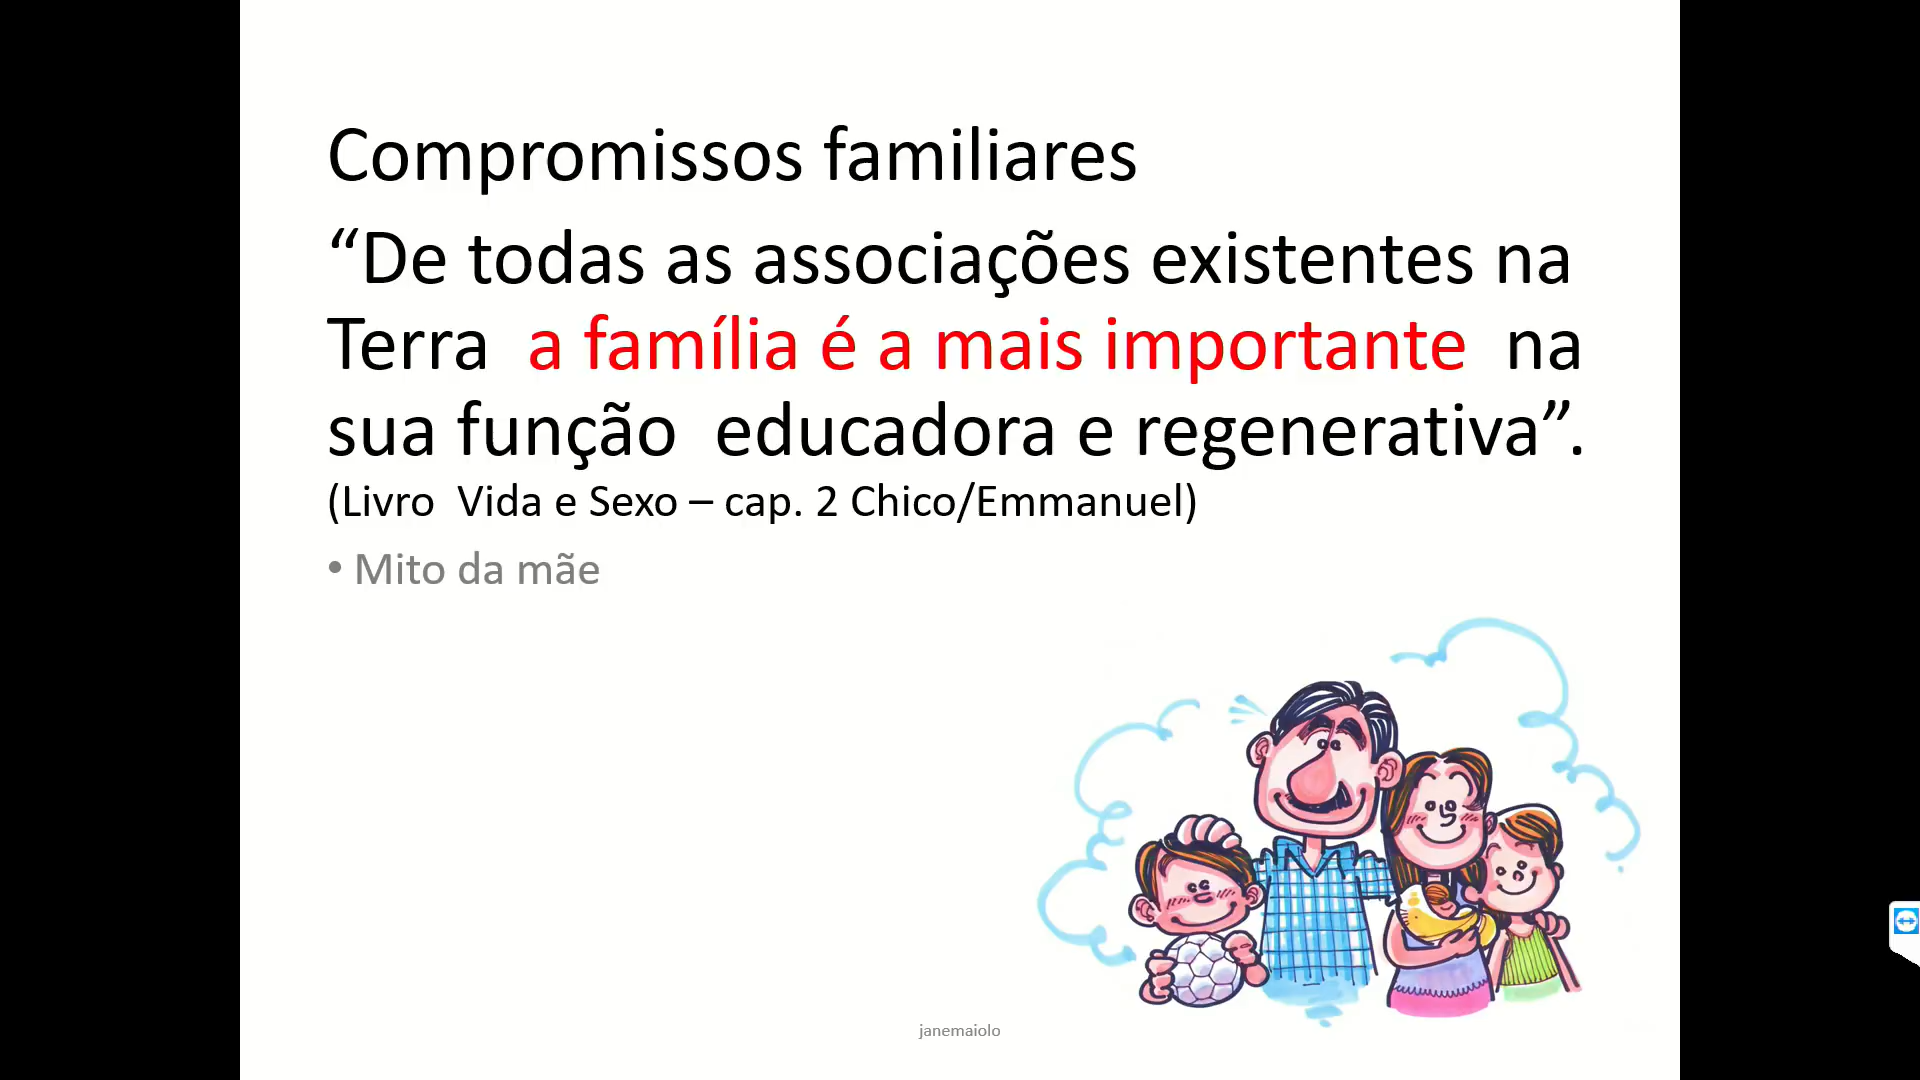 Compromissos familiares
“De todas as associações existentes na
Terra a família é a mais importante na
sua função educadora e regenerativa”.
(Livro Vida e Sexo – cap. 2 Chico/Emmanuel)
• Mito da mãe
janemaiolo